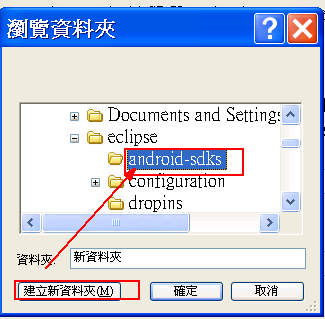 瀏覽資料夾
Documents and Settings
eclipse
android-sdks
configuration
dropins
資料夾: 新資料夾
建立新資料夾(M) 確定 取消